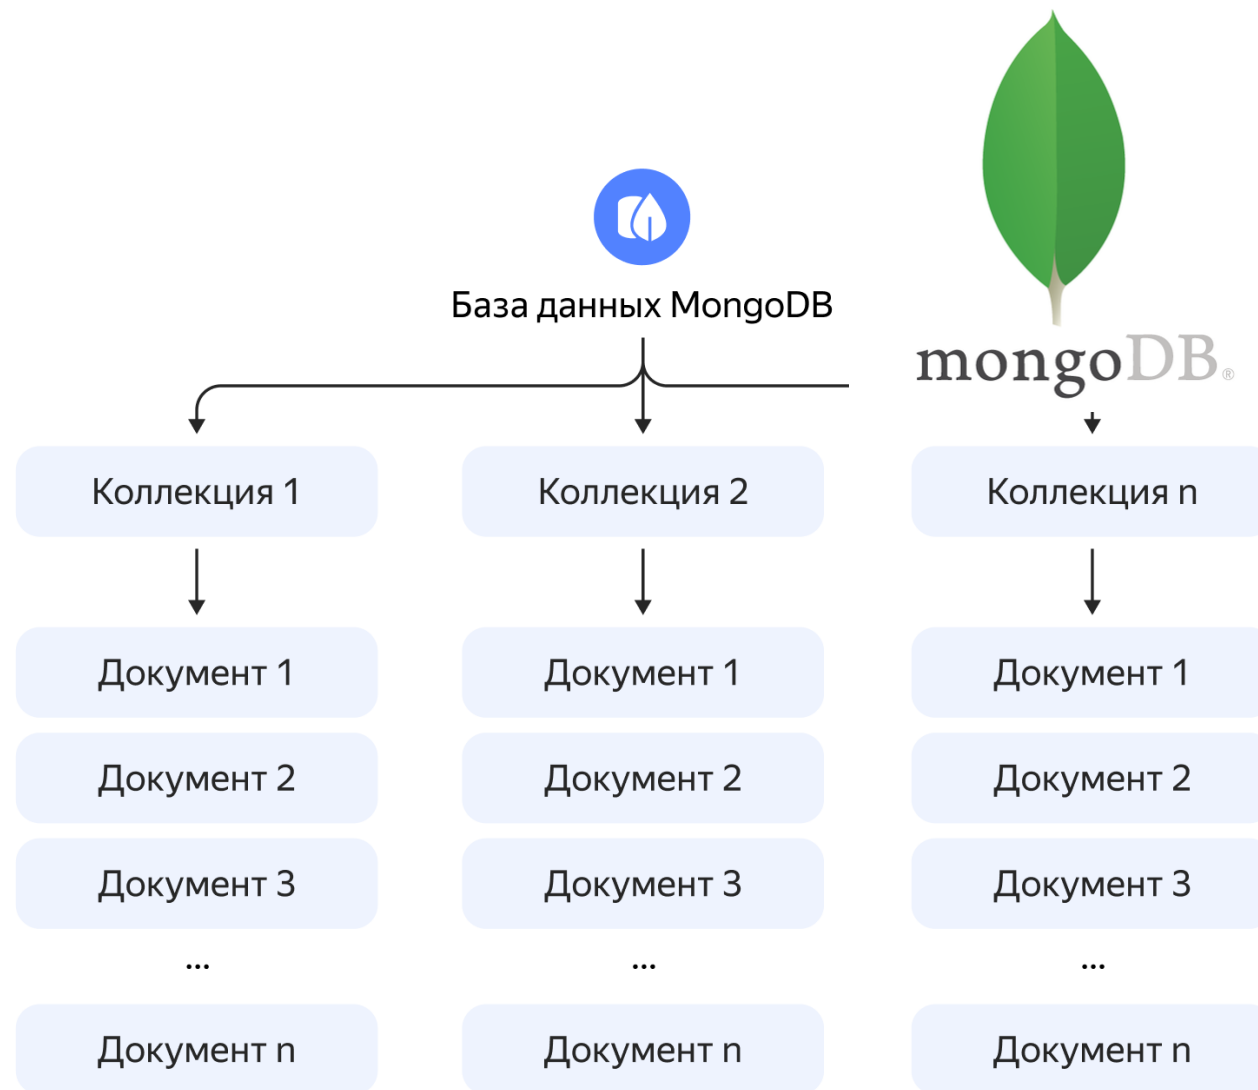 База данных MongoDB
mongoDB®
Коллекция 1
Коллекция 2
Коллекция n
Документ 1
Документ 1
Документ 1
Документ 2
Документ 2
Документ 2
Документ 3
Документ 3
Документ 3
...
...
...
Документ n
Документ n
Документ n